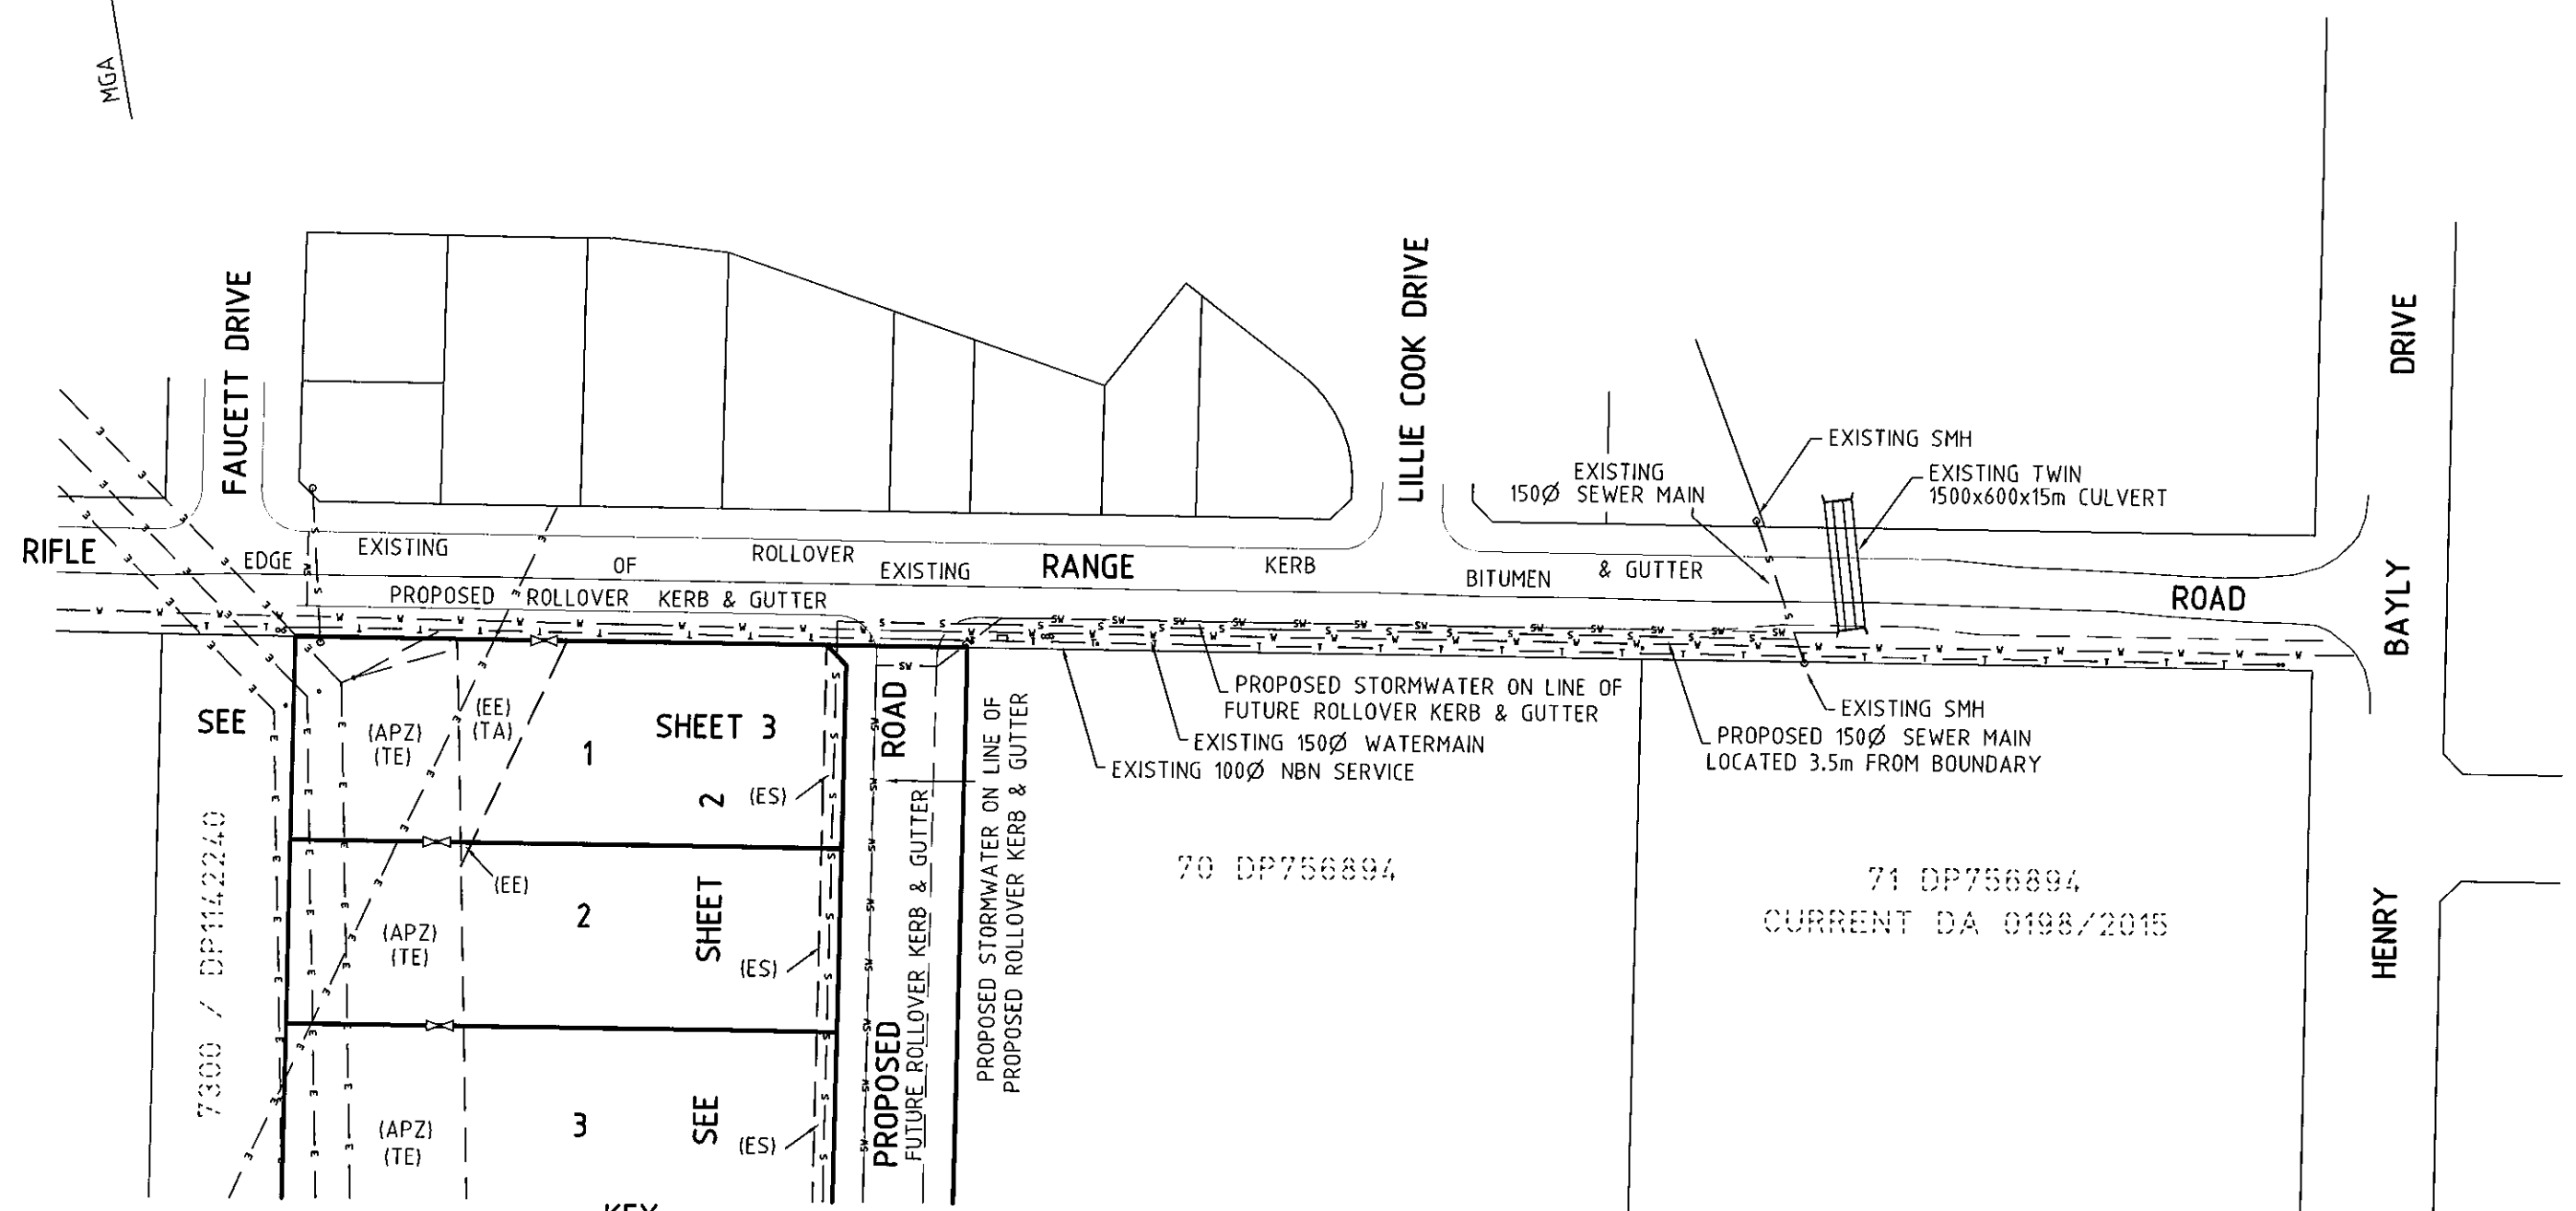 MGA
FAUCETT DRIVE
LILLIE COOK DRIVE
DRIVE
BAYLY
HENRY
EXISTING SMH
EXISTING
150Ø SEWER MAIN
EXISTING TWIN
1500x600x15m CULVERT
RIFLE
RANGE
ROAD
EXISTING
ROLLOVER
KERB
& GUTTER
EDGE
OF
EXISTING
BITUMEN
PROPOSED ROLLOVER KERB & GUTTER
PROPOSED STORMWATER ON LINE OF
FUTURE ROLLOVER KERB & GUTTER
EXISTING 150Ø WATERMAIN
EXISTING 100Ø NBN SERVICE
EXISTING SMH
PROPOSED 150Ø SEWER MAIN
LOCATED 3.5m FROM BOUNDARY
SEE
SHEET 3
(APZ)
(TE)
(EE)
(TA)
1
2
(ES)
(EE)
(APZ)
(TE)
2
SHEET
(ES)
(APZ)
(TE)
3
SEE
(ES)
ROAD
PROPOSED
FUTURE ROLLOVER KERB & GUTTER
PROPOSED STORMWATER ON LINE OF
PROPOSED ROLLOVER KERB & GUTTER
7300 / DP1142240
70 DP756894
71 DP756894
CURRENT DA 0198/2015